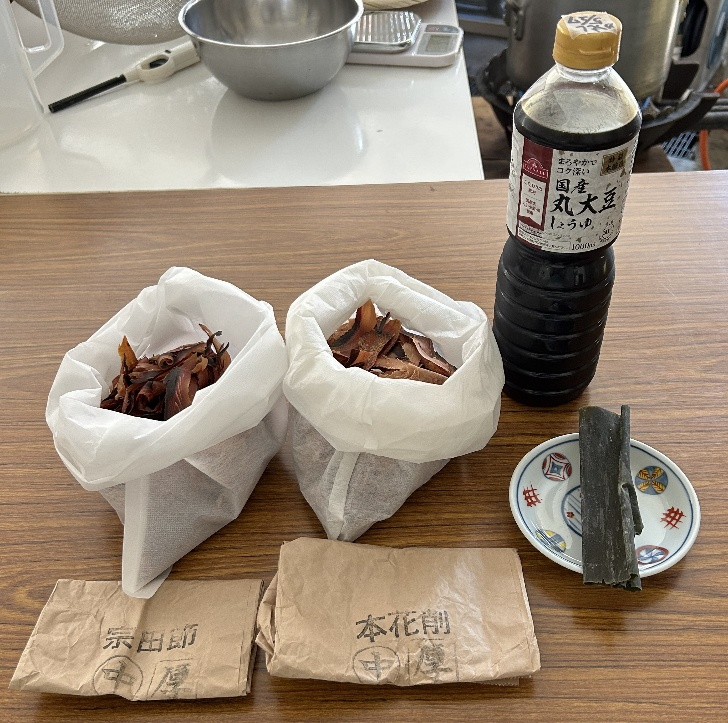 まろやかで
コク深い
国産
丸大豆
しょうゆ
1000ml
宗田節
中 厚
本花削
中 厚